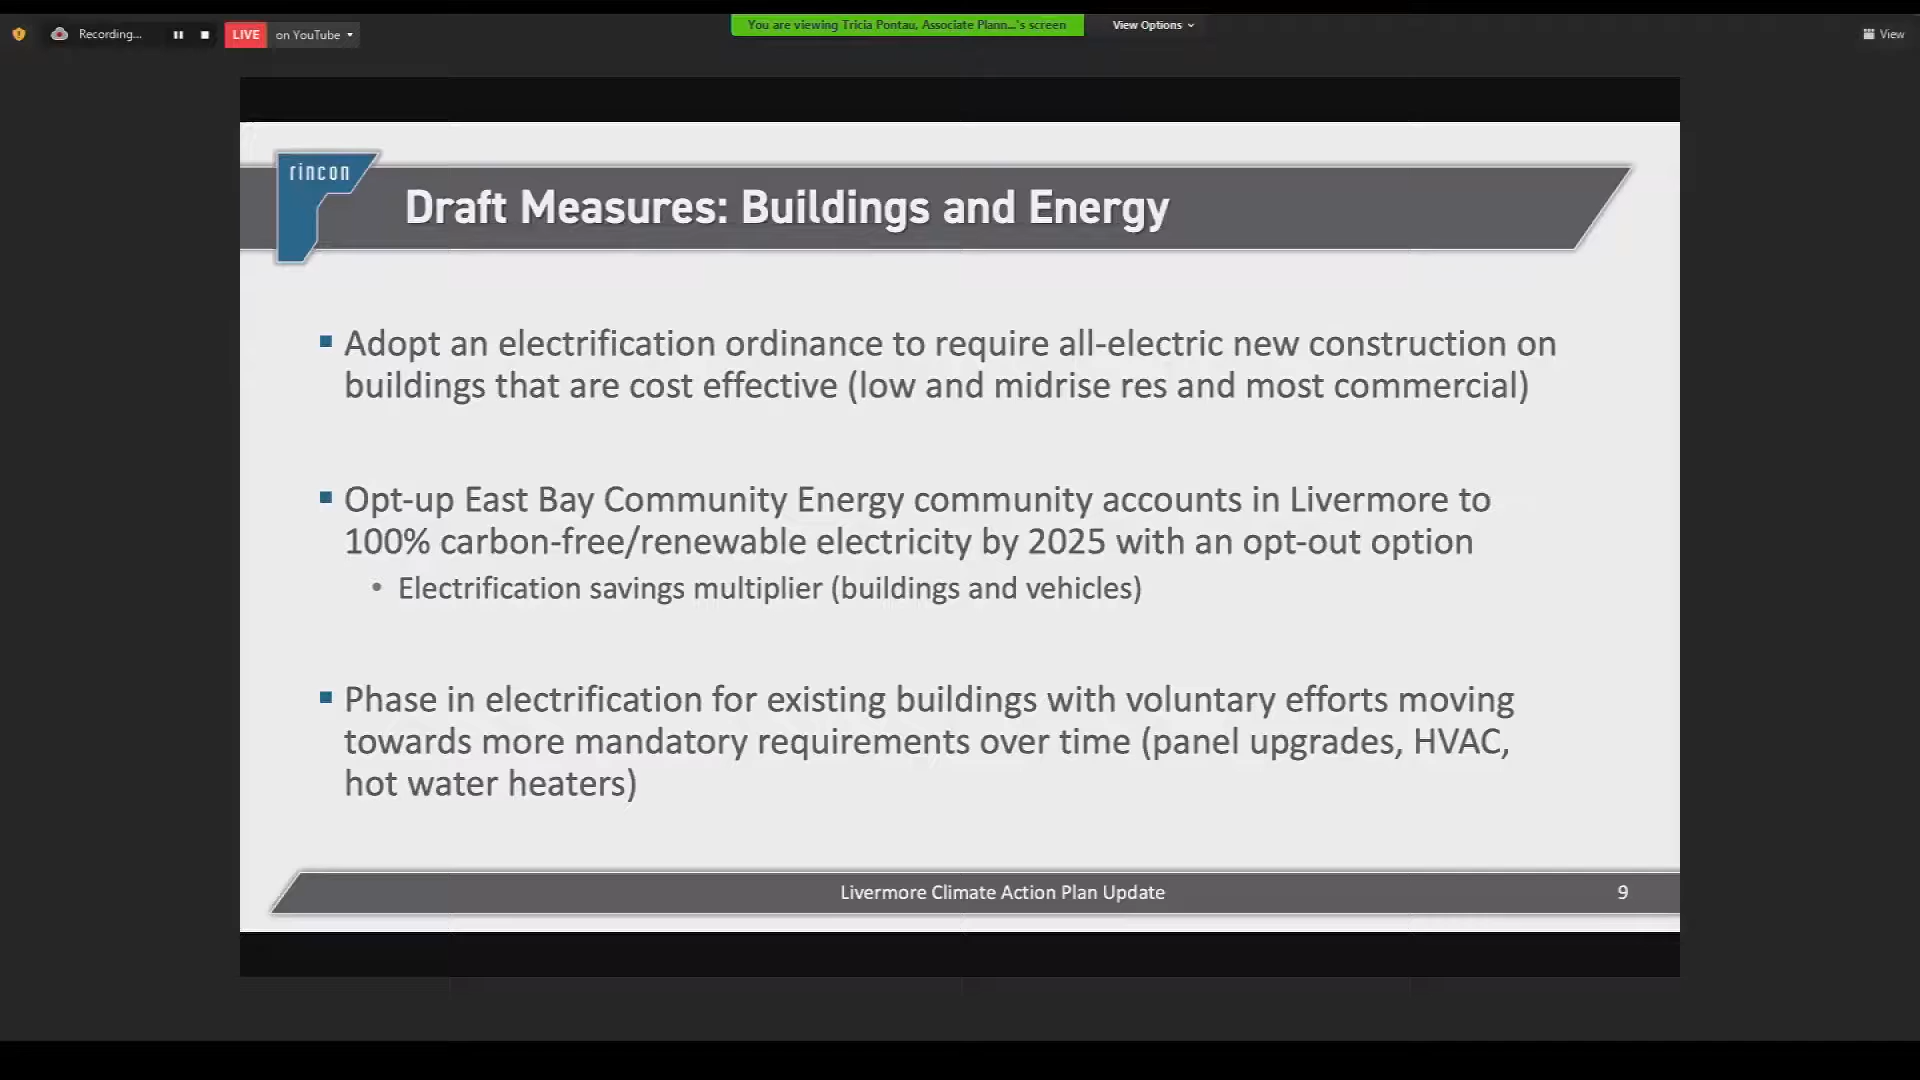 Recording...
LIVE on YouTube
You are viewing Tricia Pontau, Associate Plann...'s screen
View Options
View
rincon
Draft Measures: Buildings and Energy
Adopt an electrification ordinance to require all-electric new construction on
buildings that are cost effective (low and midrise res and most commercial)
Opt-up East Bay Community Energy community accounts in Livermore to
100% carbon-free/renewable electricity by 2025 with an opt-out option
Electrification savings multiplier (buildings and vehicles)
Phase in electrification for existing buildings with voluntary efforts moving
towards more mandatory requirements over time (panel upgrades, HVAC,
hot water heaters)
Livermore Climate Action Plan Update
9